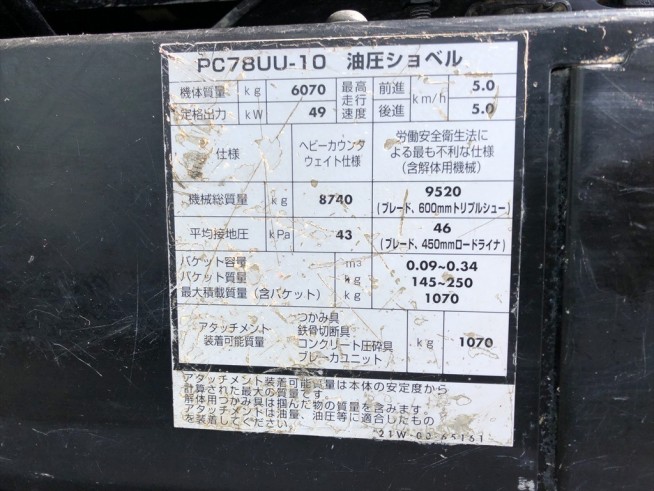 PC78UU-10 油圧ショベル
機体質量 kg 6070 最高走行速度 前進 km/h 5.0
定格出力 kW 49 後進 5.0
仕様 ヘビーカウンタウェイト仕様 労働安全衛生法による最も不利な仕様(含解体用機械)
機械総質量 kg 8740 9520
(ブレード、600mmトリプルシュー)
平均接地圧 kPa 43 46
(ブレード、450mmロードライナ)
バケット容量 m3 0.09~0.34
バケット質量 kg 145~250
最大積載質量(含バケット) kg 1070
アタッチメント装着可能質量 つかみ具 kg 1070
鉄骨切断具
コンクリート圧砕具
ブレーカユニット
アタッチメント装着可能質量は本体の安定度から
計算された最大の質量です
解体用つかみ具は掴んだ物の質量を含みます
アタッチメントは油量、油圧等に適合したもの
を装着してください。